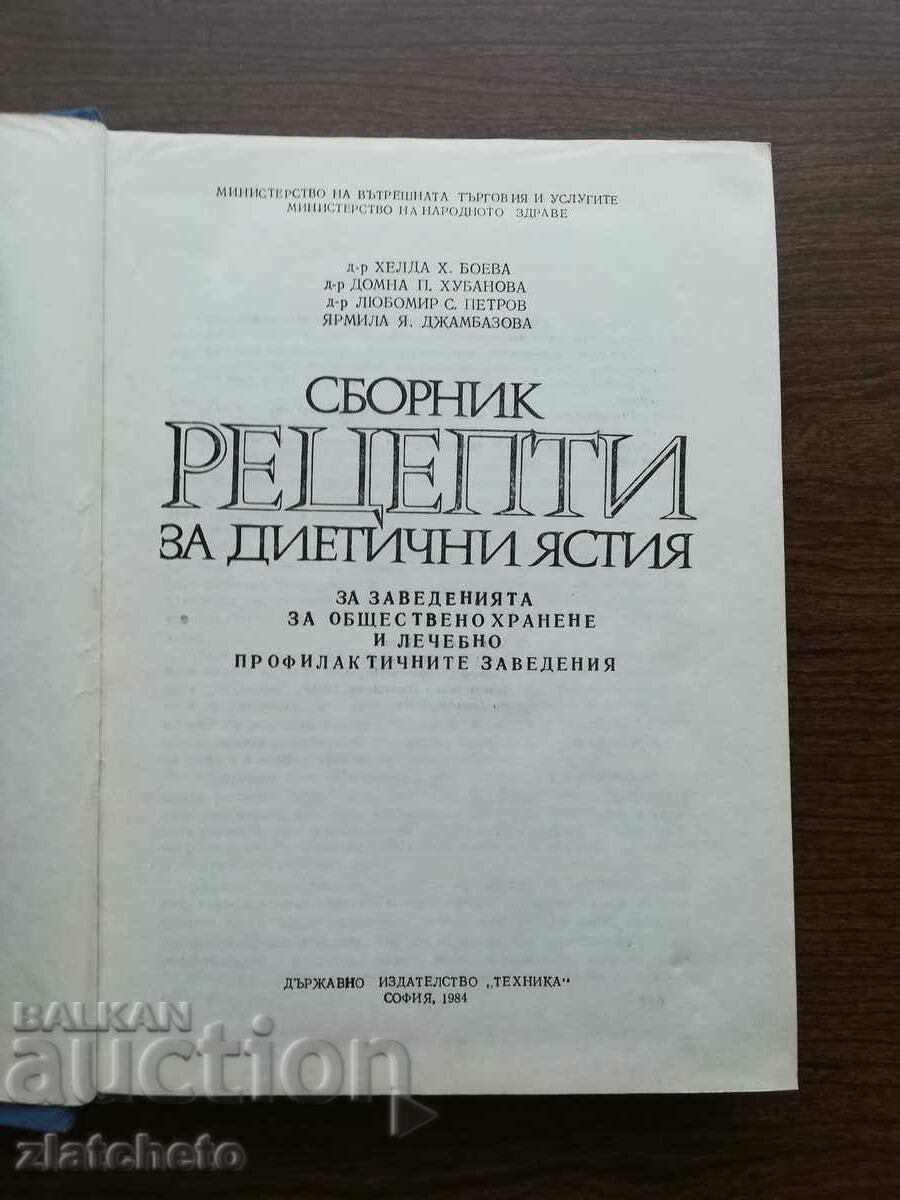 МИНИСТЕРСТВО НА ВЪТРЕШНАТА ТЪРГОВИЯ И УСЛУГИТЕ
МИНИСТЕРСТВО НА НАРОДНОТО ЗДРАВЕ
д-р ХЕЛДА Х. БОЕВА
д-р ДОМНА П. ХУБАНОВА
д-р ЛЮБОМИР С. ПЕТРОВ
ЯРМИЛА Я. ДЖАМБАЗОВА
СБОРНИК
РЕЦЕПТИ
ЗА ДИЕТИЧНИ ЯСТИЯ
ЗА ЗАВЕДЕНИЯТА
ЗА ОБЩЕСТВЕНО ХРАНЕНЕ
И ЛЕЧЕБНО
ПРОФИЛАКТИЧНИТЕ ЗАВЕДЕНИЯ
ДЪРЖАВНО ИЗДАТЕЛСТВО „ТЕХНИКА"
СОФИЯ, 1984
BALKAN
auction
zlatcheto